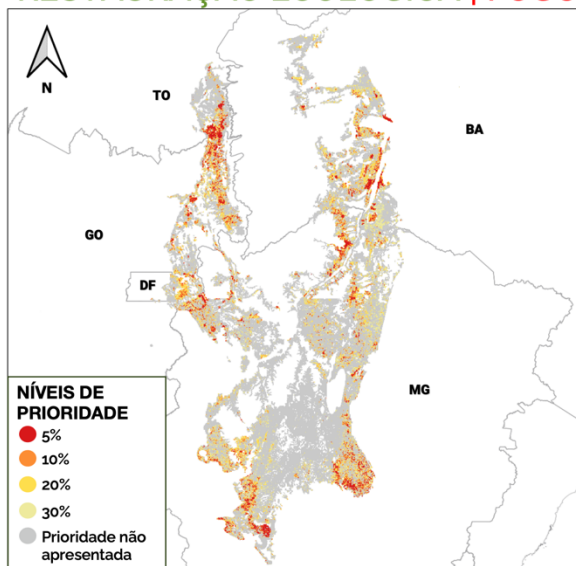 N
TO
BA
GO
DF
MG
NÍVEIS DE
PRIORIDADE
5%
10%
20%
30%
Prioridade não
apresentada